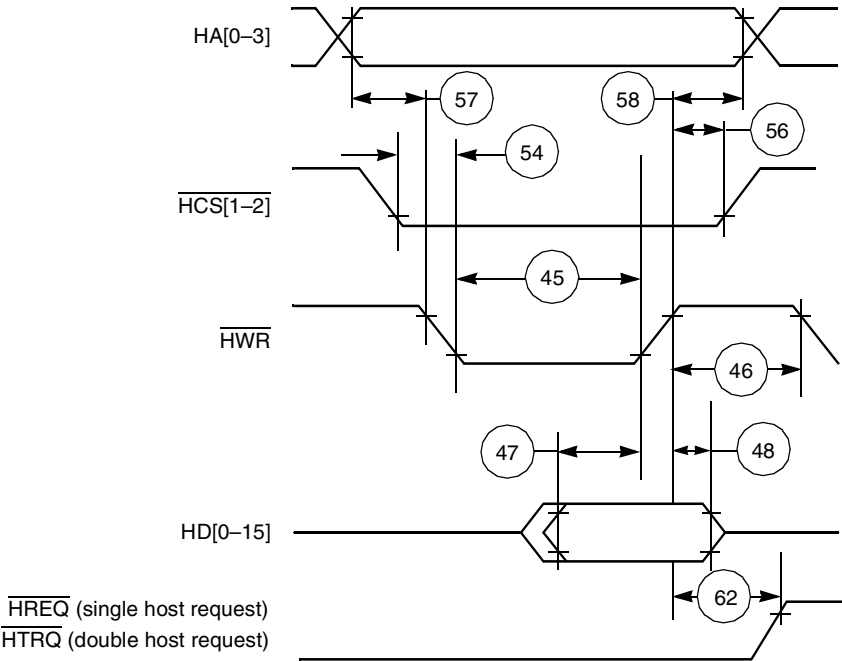 HA[0–3]
57
58
56
54
HCS[1–2]
45
HWR
46
47
48
HD[0–15]
62
HREQ (single host request)
HTRQ (double host request)